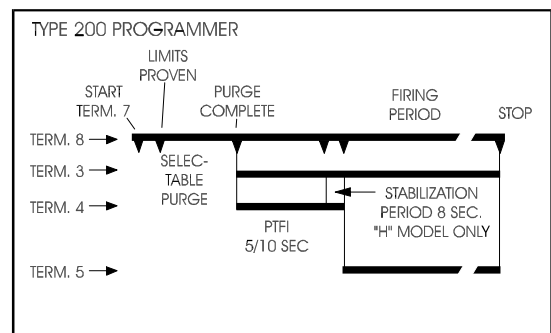 TYPE 200 PROGRAMMER
LIMITS
PROVEN
START
TERM. 7
PURGE
COMPLETE
FIRING
PERIOD
STOP
TERM. 8
SELEC-
TABLE
PURGE
TERM. 3
STABILIZATION
PERIOD 8 SEC.
"H" MODEL ONLY
TERM. 4
PTFI
5/10 SEC
TERM. 5